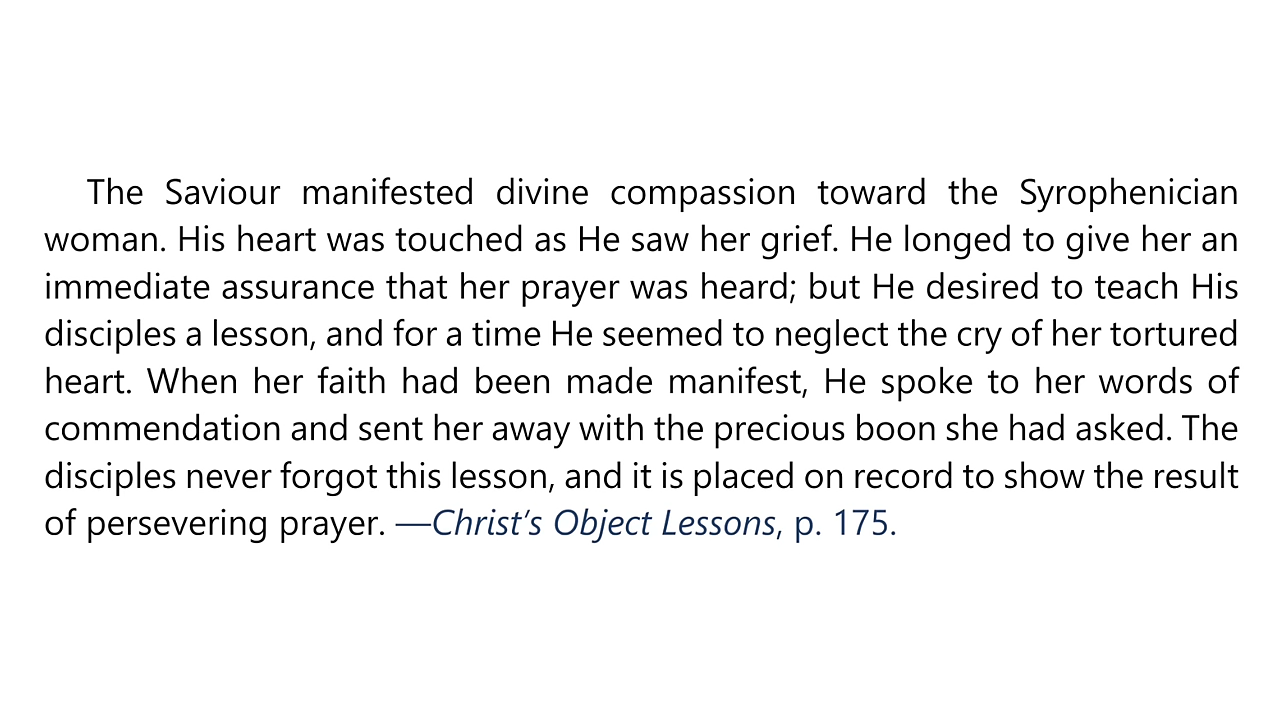 The Saviour manifested divine compassion toward the Syrophenician
woman. His heart was touched as He saw her grief. He longed to give her an
immediate assurance that her prayer was heard; but He desired to teach His
disciples a lesson, and for a time He seemed to neglect the cry of her tortured
heart. When her faith had been made manifest, He spoke to her words of
commendation and sent her away with the precious boon she had asked. The
disciples never forgot this lesson, and it is placed on record to show the result
of persevering prayer. —Christ’s Object Lessons, p. 175.